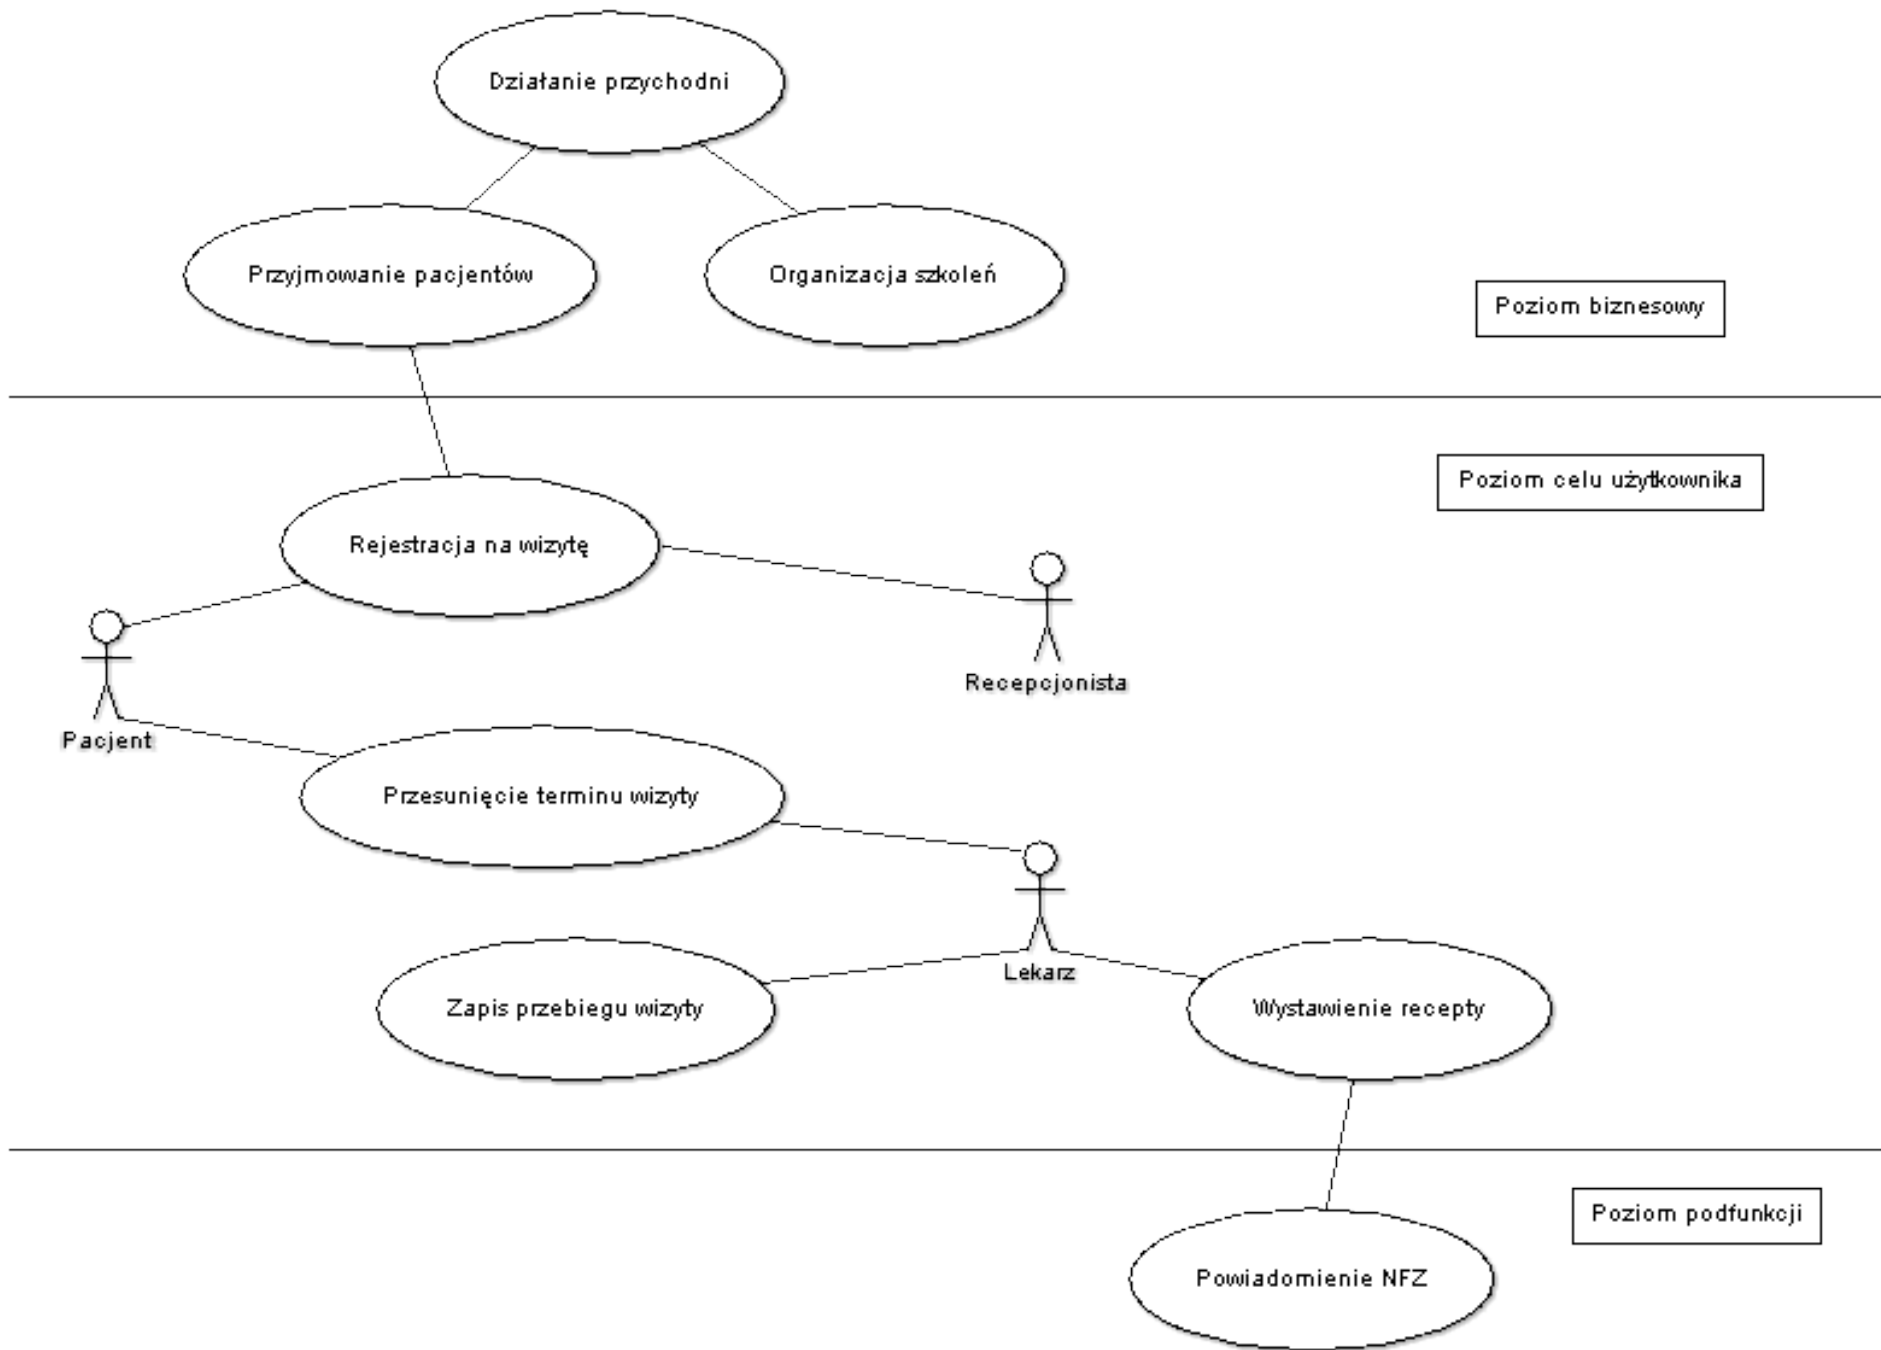 Działanie przychodni
Przyjmowanie pacjentów
Organizacja szkoleń
Poziom biznesowy
Poziom celu użytkownika
Rejestracja na wizytę
Recepcjonista
Pacjent
Przesunięcie terminu wizyty
Lekarz
Zapis przebiegu wizyty
Wystawienie recepty
Poziom podfunkcji
Powiadomienie NFZ